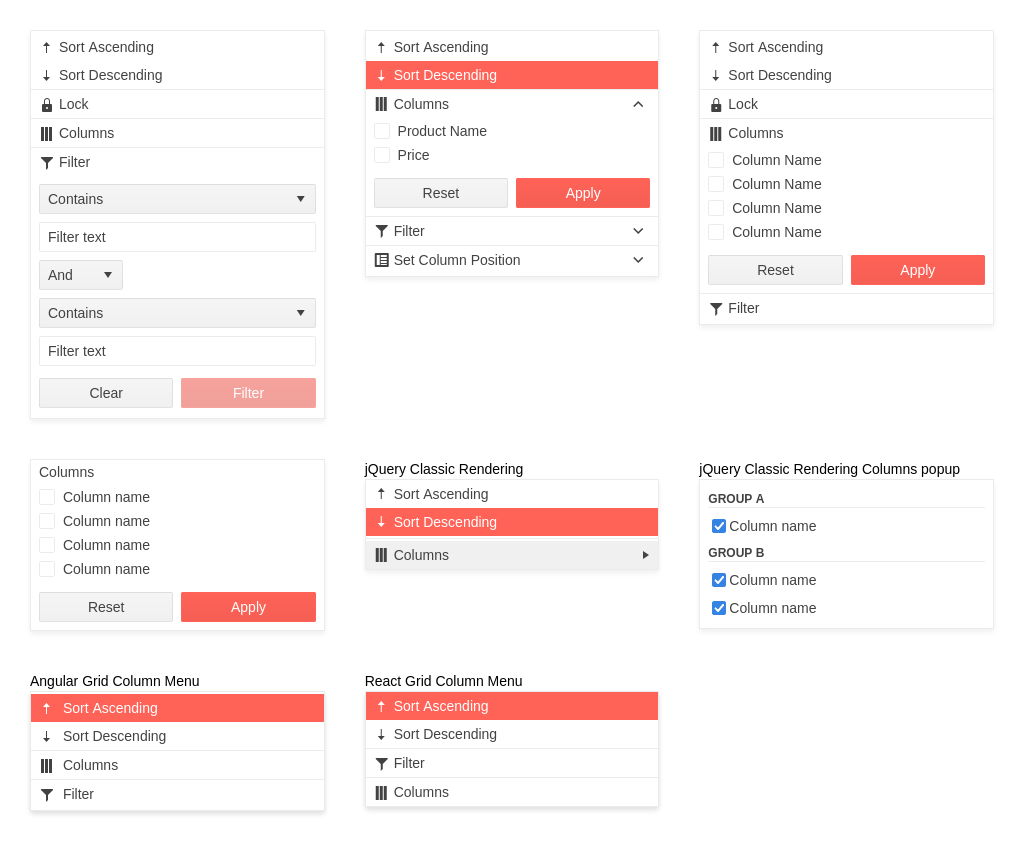 Sort Ascending
Sort Descending
Lock
Columns
Filter
Contains
Filter text
And
Contains
Filter text
Clear
Filter
Sort Ascending
Sort Descending
Columns
Product Name
Price
Reset
Apply
Filter
Set Column Position
Sort Ascending
Sort Descending
Lock
Columns
Column Name
Column Name
Column Name
Column Name
Reset
Apply
Filter
Columns
Column name
Column name
Column name
Column name
Reset
Apply
jQuery Classic Rendering
Sort Ascending
Sort Descending
Columns
jQuery Classic Rendering Columns popup
GROUP A
Column name
GROUP B
Column name
Column name
Angular Grid Column Menu
Sort Ascending
Sort Descending
Columns
Filter
React Grid Column Menu
Sort Ascending
Sort Descending
Filter
Columns